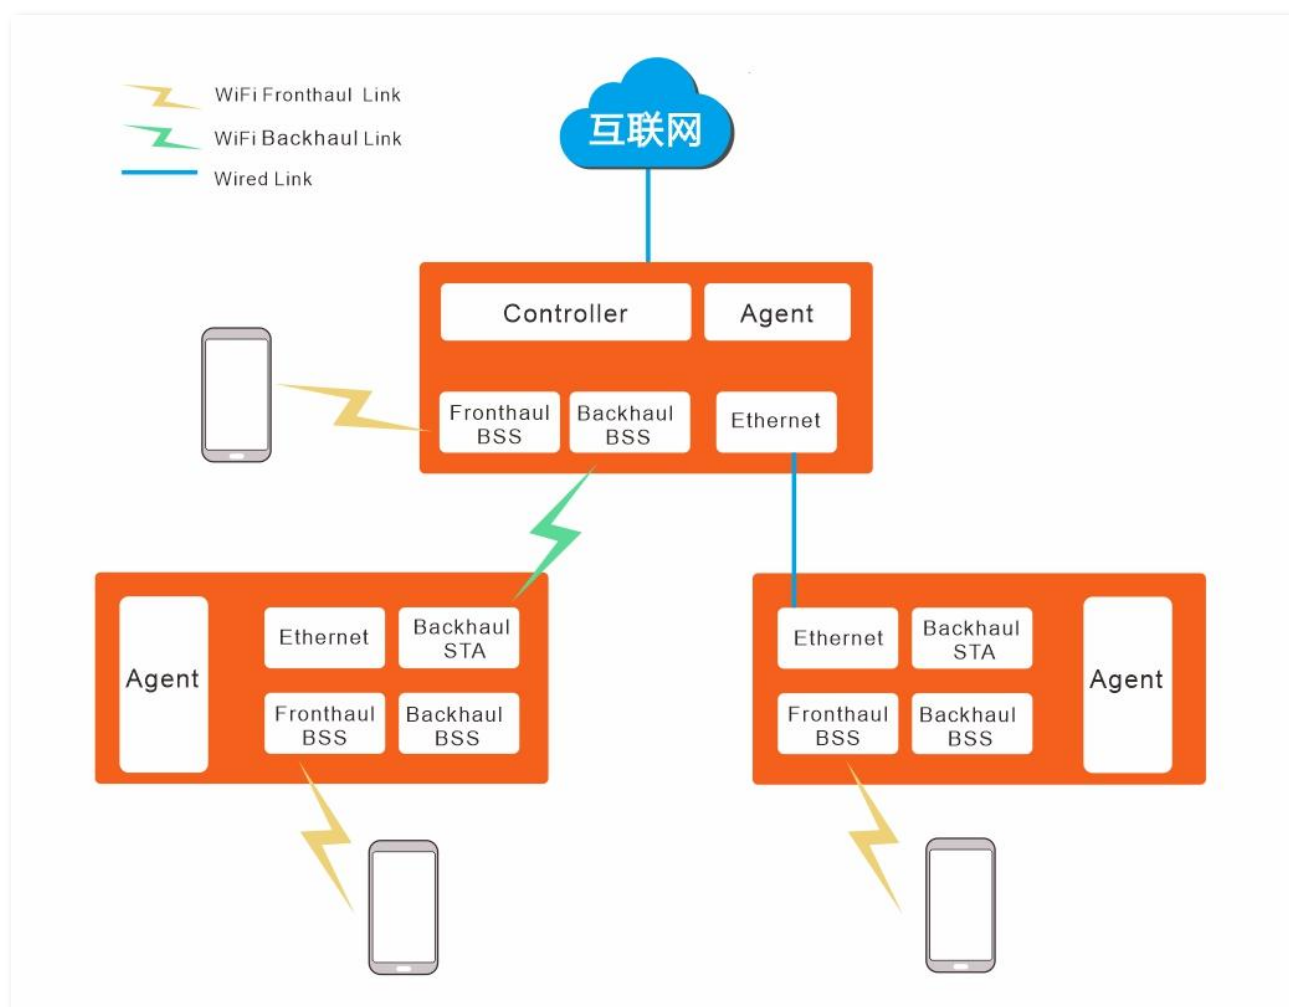 WiFi Fronthaul Link
WiFi Backhaul Link
Wired Link
互联网
Controller
Agent
Fronthaul
BSS
Backhaul
BSS
Ethernet
Agent
Ethernet
Backhaul
STA
Fronthaul
BSS
Backhaul
BSS
Ethernet
Backhaul
STA
Fronthaul
BSS
Backhaul
BSS
Agent